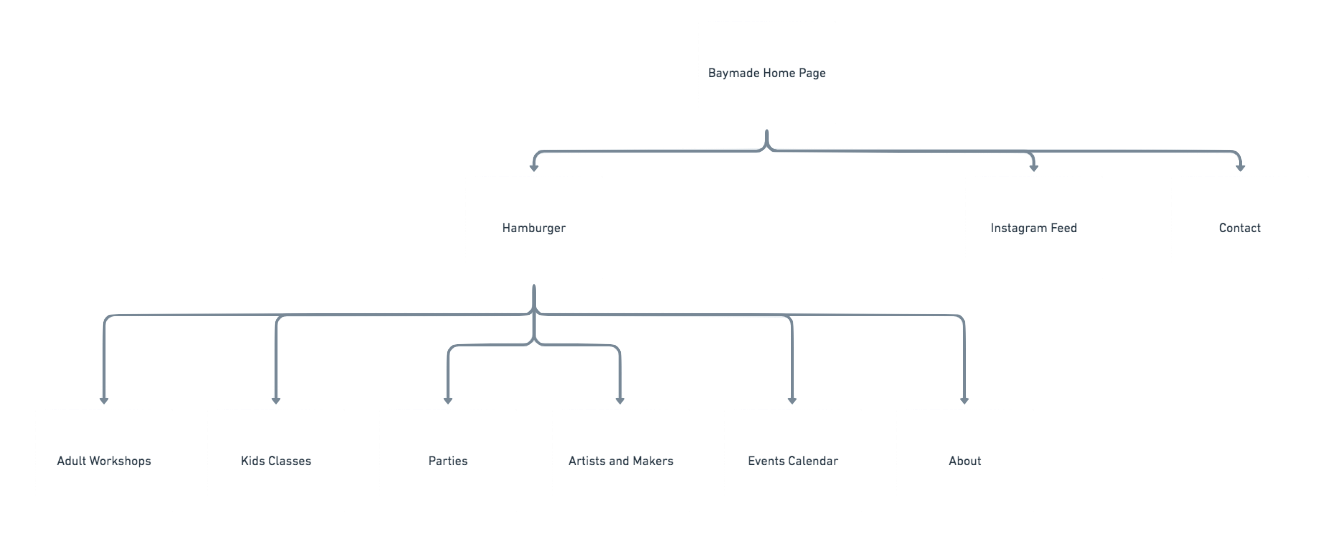 Baymade Home Page
Hamburger
Instagram Feed
Contact
Adult Workshops
Kids Classes
Parties
Artists and Makers
Events Calendar
About